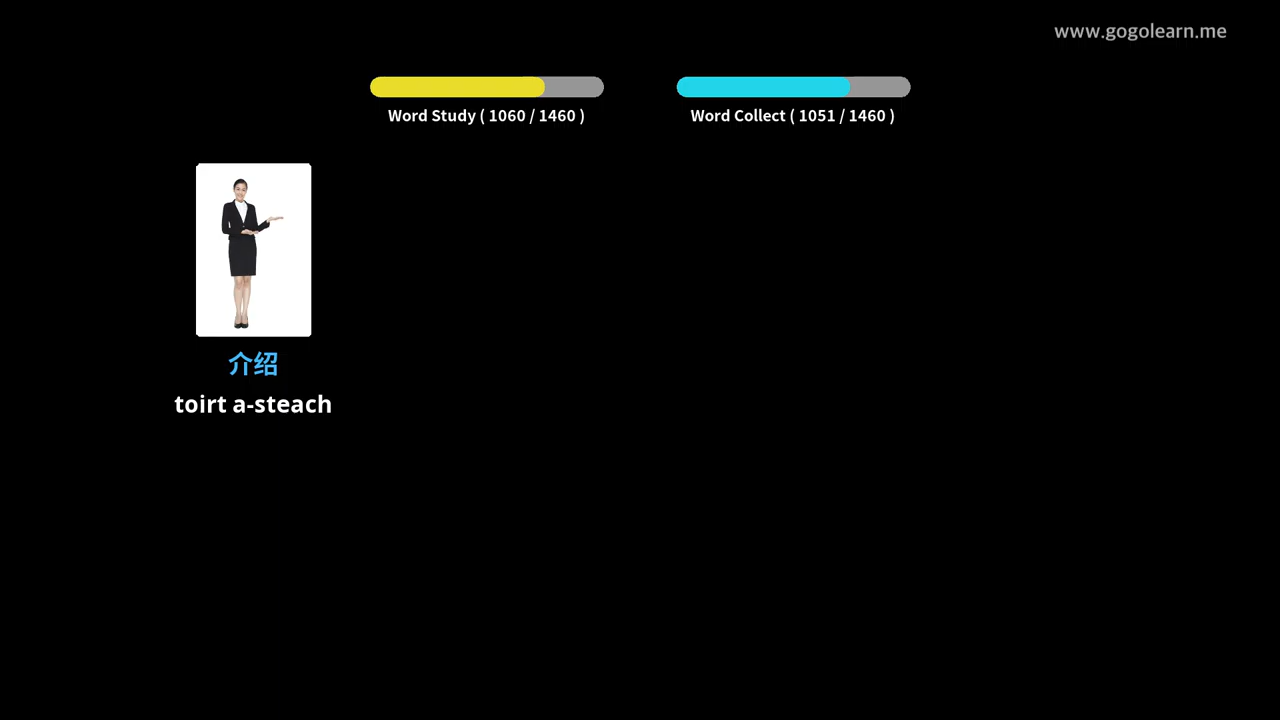 www.gogolearn.me
Word Study ( 1060 / 1460 )
Word Collect ( 1051 / 1460 )
介绍
toirt a-steach